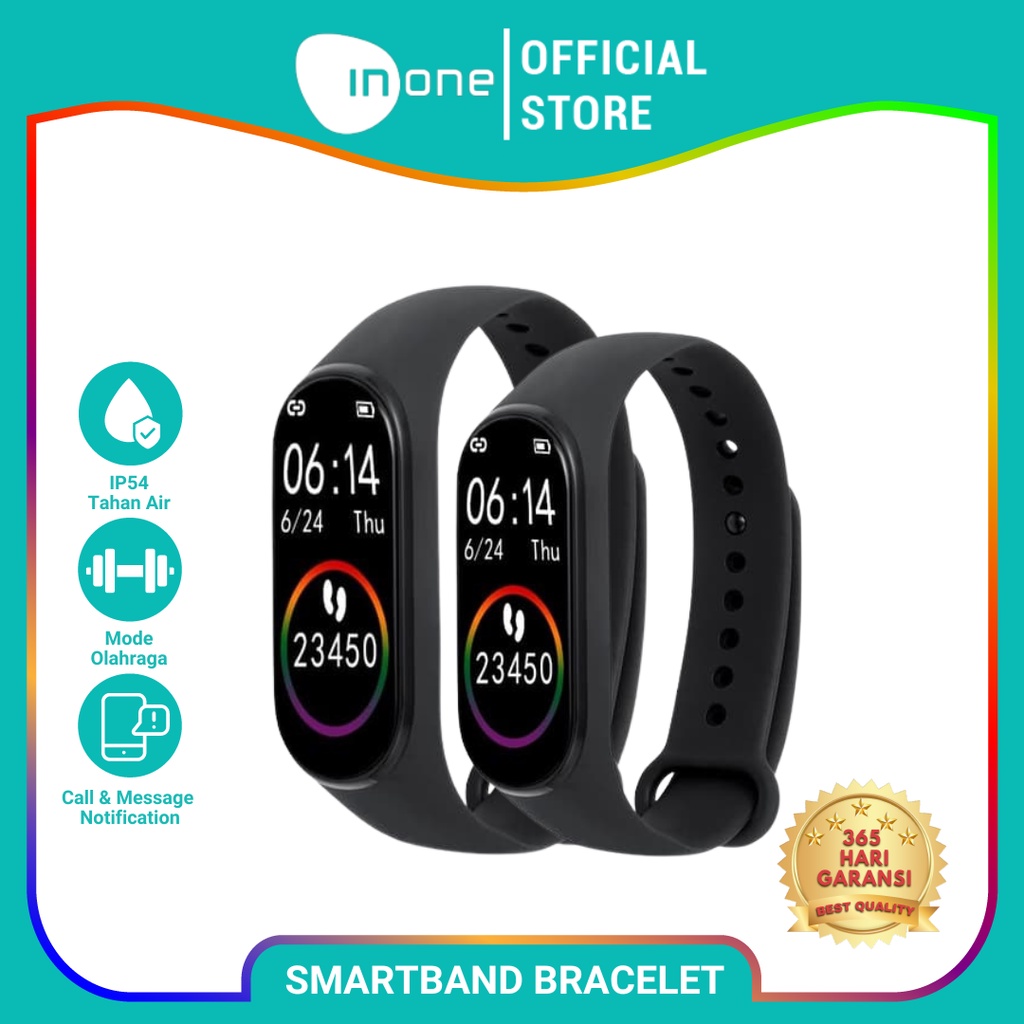 inone
OFFICIAL
STORE
IP54
Tahan Air
Mode
Olahraga
Call & Message
Notification
06:14
6/24 Thu
23450
06:14
6/24 Thu
23450
365
HARI
GARANSI
BEST QUALITY
SMARTBAND BRACELET